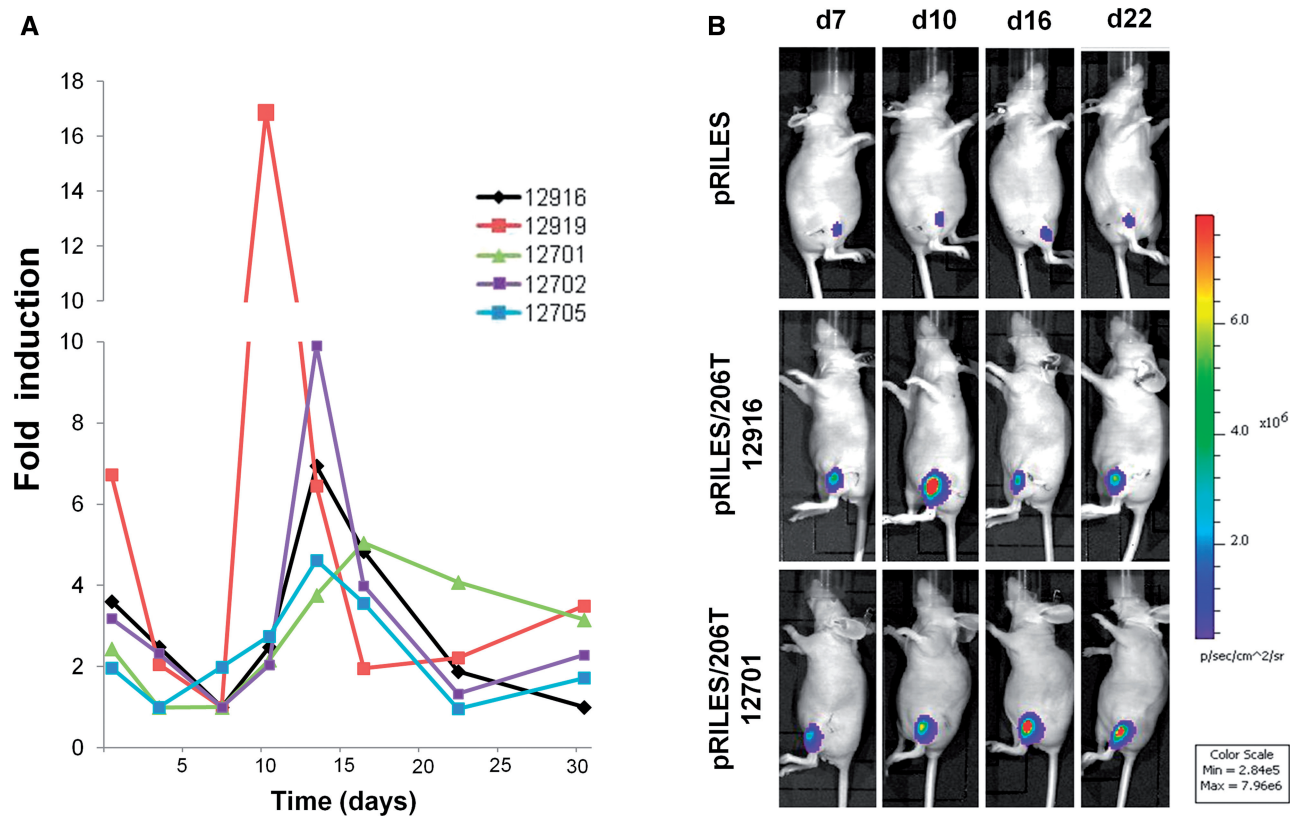 A
Fold induction
18
16
14
12
10
10
8
6
4
2
0
5
10
15
20
25
30
Time (days)
12916
12919
12701
12702
12705
B
d7
d10
d16
d22
pRILES
pRILES/206T
12916
pRILES/206T
12701
6.0
4.0
x10^6
2.0
p/sec/cm^2/sr
Color Scale
Min = 2.84e5
Max = 7.96e6